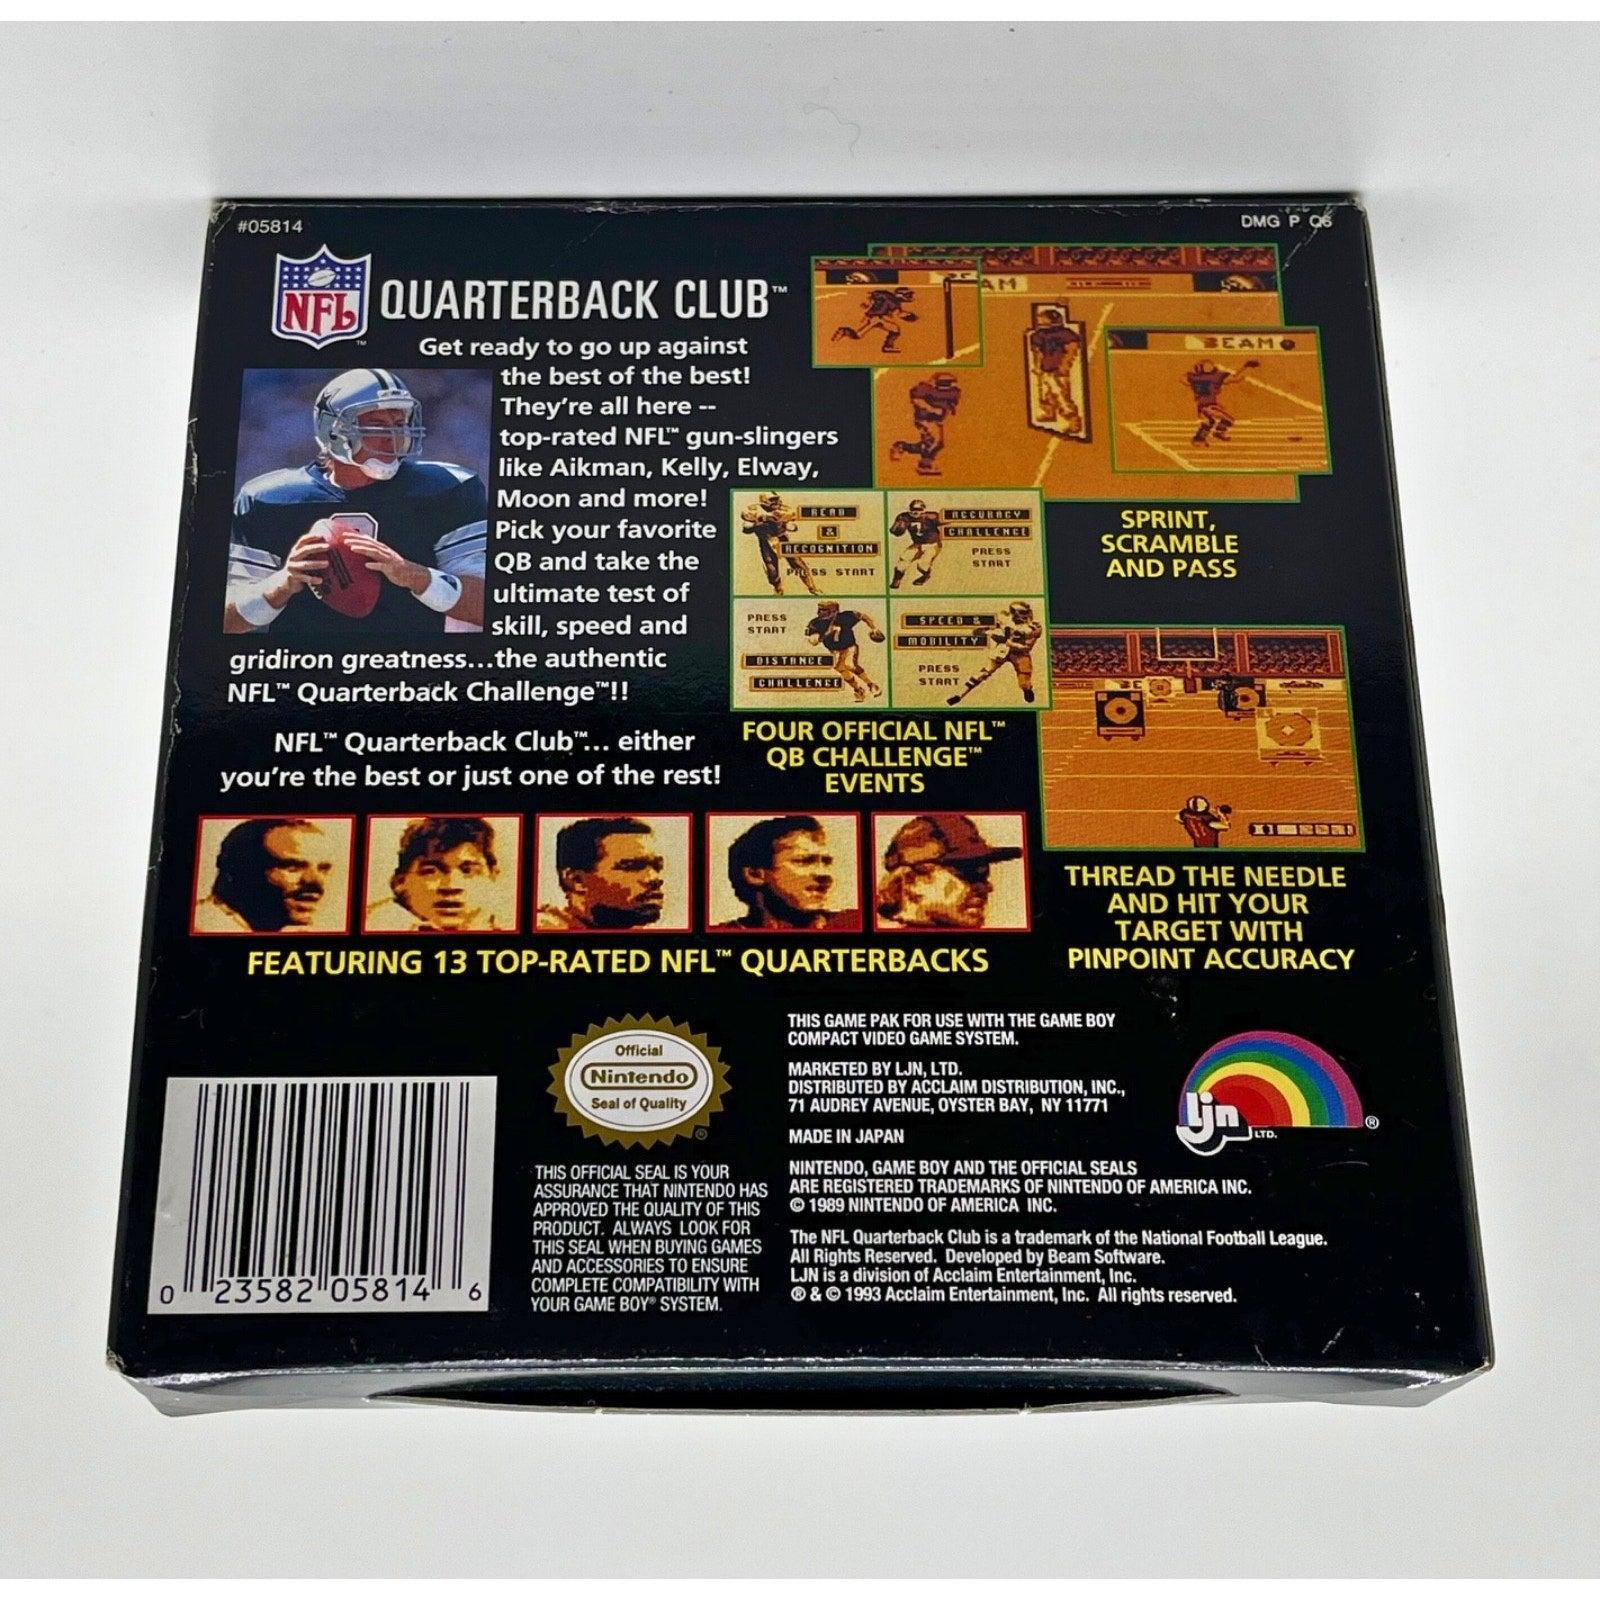 #05814
DMG P Q6
NFL QUARTERBACK CLUB™
™
Get ready to go up against
the best of the best!
They're all here --
top-rated NFL™ gun-slingers
like Aikman, Kelly, Elway,
Moon and more!
Pick your favorite
QB and take the
ultimate test of
skill, speed and
gridiron greatness...the authentic
NFL™ Quarterback Challenge™!!
NFL™ Quarterback Club™... either
you're the best or just one of the rest!
AM
BEAM
SPRINT,
SCRAMBLE
AND PASS
READ
&
RECOGNITION
PRESS START
ACCURACY
CHALLENGE
PRESS
START
PRESS
START
DISTANCE
CHALLENGE
SPEED &
MOBILITY
PRESS
START
FOUR OFFICIAL NFL™
QB CHALLENGE™
EVENTS
THREAD THE NEEDLE
AND HIT YOUR
TARGET WITH
PINPOINT ACCURACY
FEATURING 13 TOP-RATED NFL™ QUARTERBACKS
0 23582 05814 6
Official
Nintendo
Seal of Quality
®
THIS OFFICIAL SEAL IS YOUR
ASSURANCE THAT NINTENDO HAS
APPROVED THE QUALITY OF THIS
PRODUCT. ALWAYS LOOK FOR
THIS SEAL WHEN BUYING GAMES
AND ACCESSORIES TO ENSURE
COMPLETE COMPATIBILITY WITH
YOUR GAME BOY® SYSTEM.
THIS GAME PAK FOR USE WITH THE GAME BOY
COMPACT VIDEO GAME SYSTEM.
MARKETED BY LJN, LTD.
DISTRIBUTED BY ACCLAIM DISTRIBUTION, INC.,
71 AUDREY AVENUE, OYSTER BAY, NY 11771
MADE IN JAPAN
NINTENDO, GAME BOY AND THE OFFICIAL SEALS
ARE REGISTERED TRADEMARKS OF NINTENDO OF AMERICA INC.
© 1989 NINTENDO OF AMERICA INC.
The NFL Quarterback Club is a trademark of the National Football League.
All Rights Reserved. Developed by Beam Software.
LJN is a division of Acclaim Entertainment, Inc.
® & © 1993 Acclaim Entertainment, Inc. All rights reserved.
ljn LTD. ®